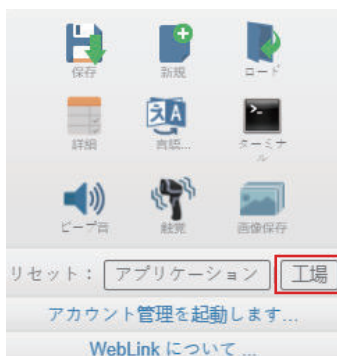 保存 新規 ロード
詳細 言語... ターミナ
ル
ビープ音 触覚 画像保存
リセット: アプリケーション 工場
アカウント管理を起動します...
WebLink について ...